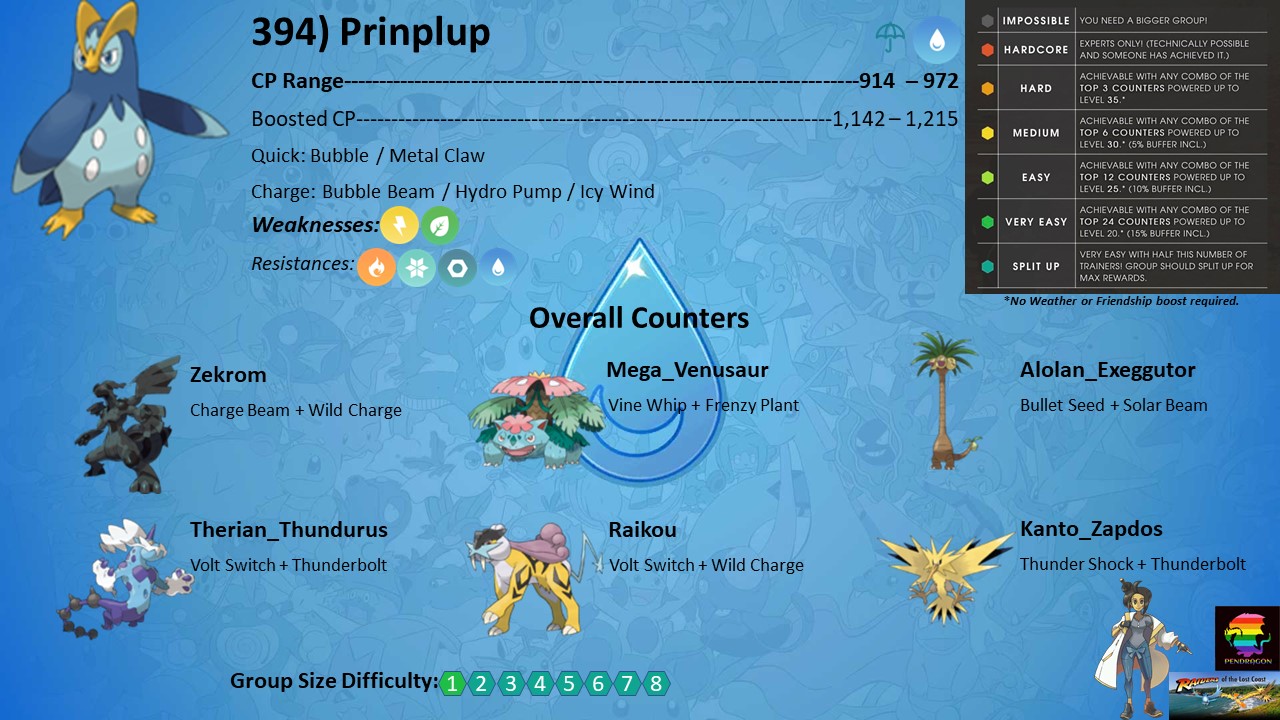 394) Prinplup
CP Range---------------------------------------------------------------------------914 – 972
Boosted CP---------------------------------------------------------------------1,142 – 1,215
Quick: Bubble / Metal Claw
Charge: Bubble Beam / Hydro Pump / Icy Wind
Weaknesses:
Resistances:
IMPOSSIBLE YOU NEED A BIGGER GROUP!
HARDCORE EXPERTS ONLY! (TECHNICALLY POSSIBLE
AND SOMEONE HAS ACHIEVED IT.)
HARD ACHIEVABLE WITH ANY COMBO OF THE
TOP 3 COUNTERS POWERED UP TO
LEVEL 35.*
MEDIUM ACHIEVABLE WITH ANY COMBO OF THE
TOP 6 COUNTERS POWERED UP TO
LEVEL 30.* (5% BUFFER INCL.)
EASY ACHIEVABLE WITH ANY COMBO OF THE
TOP 12 COUNTERS POWERED UP TO
LEVEL 25.* (10% BUFFER INCL.)
VERY EASY ACHIEVABLE WITH ANY COMBO OF THE
TOP 24 COUNTERS POWERED UP TO
LEVEL 20.* (15% BUFFER INCL.)
SPLIT UP VERY EASY WITH HALF THIS NUMBER OF
TRAINERS! GROUP SHOULD SPLIT UP FOR
MAX REWARDS.
*No Weather or Friendship boost required.
Overall Counters
Zekrom
Charge Beam + Wild Charge
Mega_Venusaur
Vine Whip + Frenzy Plant
Alolan_Exeggutor
Bullet Seed + Solar Beam
Therian_Thundurus
Volt Switch + Thunderbolt
Raikou
Volt Switch + Wild Charge
Kanto_Zapdos
Thunder Shock + Thunderbolt
Group Size Difficulty: 1 2 3 4 5 6 7 8
PENDRAGON
RAIDERS of the Lost Coast